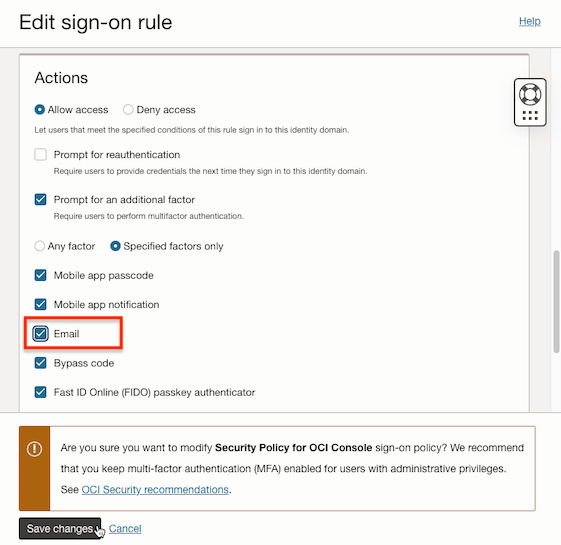 Edit sign-on rule
Help
Actions
Allow access
Deny access
Let users that meet the specified conditions of this rule sign in to this identity domain.
Prompt for reauthentication
Require users to provide credentials the next time they sign in to this identity domain.
Prompt for an additional factor
Require users to perform multifactor authentication.
Any factor
Specified factors only
Mobile app passcode
Mobile app notification
Email
Bypass code
Fast ID Online (FIDO) passkey authenticator
Are you sure you want to modify Security Policy for OCI Console sign-on policy? We recommend
that you keep multi-factor authentication (MFA) enabled for users with administrative privileges.
See OCI Security recommendations.
Save changes
Cancel